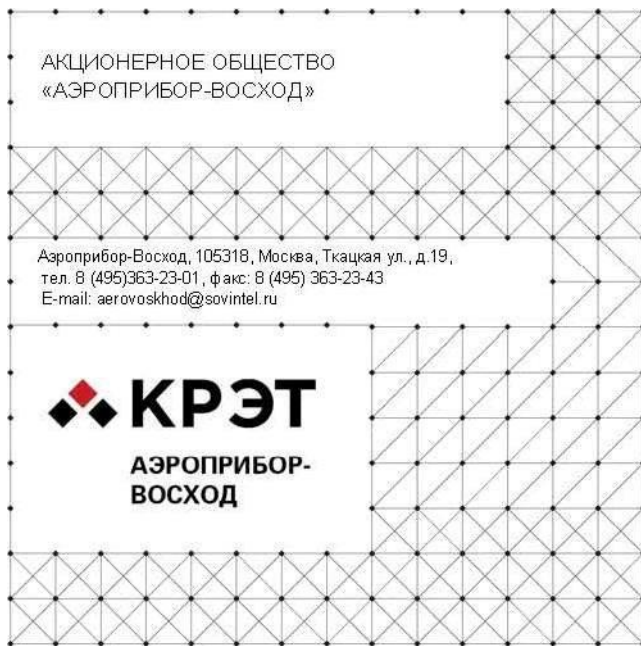 АКЦИОНЕРНОЕ ОБЩЕСТВО
«АЭРОПРИБОР-ВОСХОД»
Аэроприбор-Восход, 105318, Москва, Ткацкая ул., д.19,
тел. 8 (495)363-23-01, факс: 8 (495) 363-23-43
E-mail: aerovoskhod@sovintel.ru
КРЭТ
АЭРОПРИБОР-
ВОСХОД